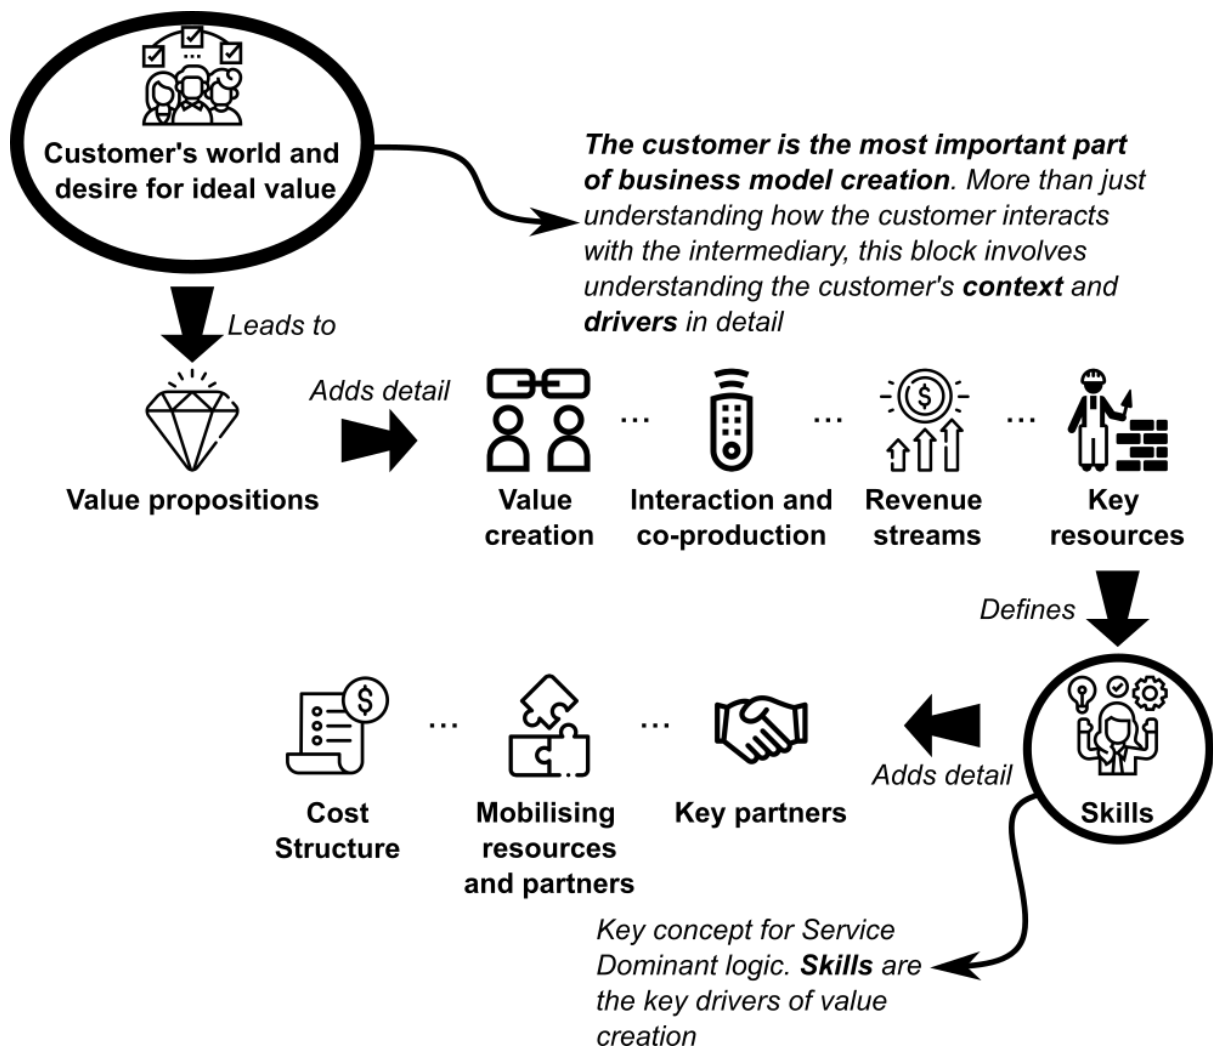 Customer's world and
desire for ideal value
The customer is the most important part
of business model creation. More than just
understanding how the customer interacts
with the intermediary, this block involves
understanding the customer's context and
drivers in detail
Leads to
Adds detail
...
...
...
Value propositions
Value
creation
Interaction and
co-production
Revenue
streams
Key
resources
Defines
Skills
Adds detail
...
...
Key partners
Mobilising
resources
and partners
Cost
Structure
Key concept for Service
Dominant logic. Skills are
the key drivers of value
creation